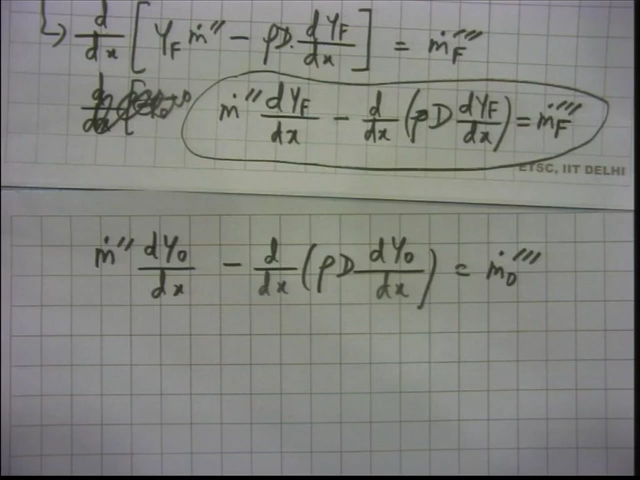 ↳ d/dx [ Y_F ṁ″ − ρD. dY_F/dx ] = ṁ_F‴
ṁ″ dY_F/dx − d/dx (ρD dY_F/dx) = ṁ_F‴
ETSC, IIT DELHI
ṁ″ dY_O/dx − d/dx (ρD dY_O/dx) = ṁ_O‴